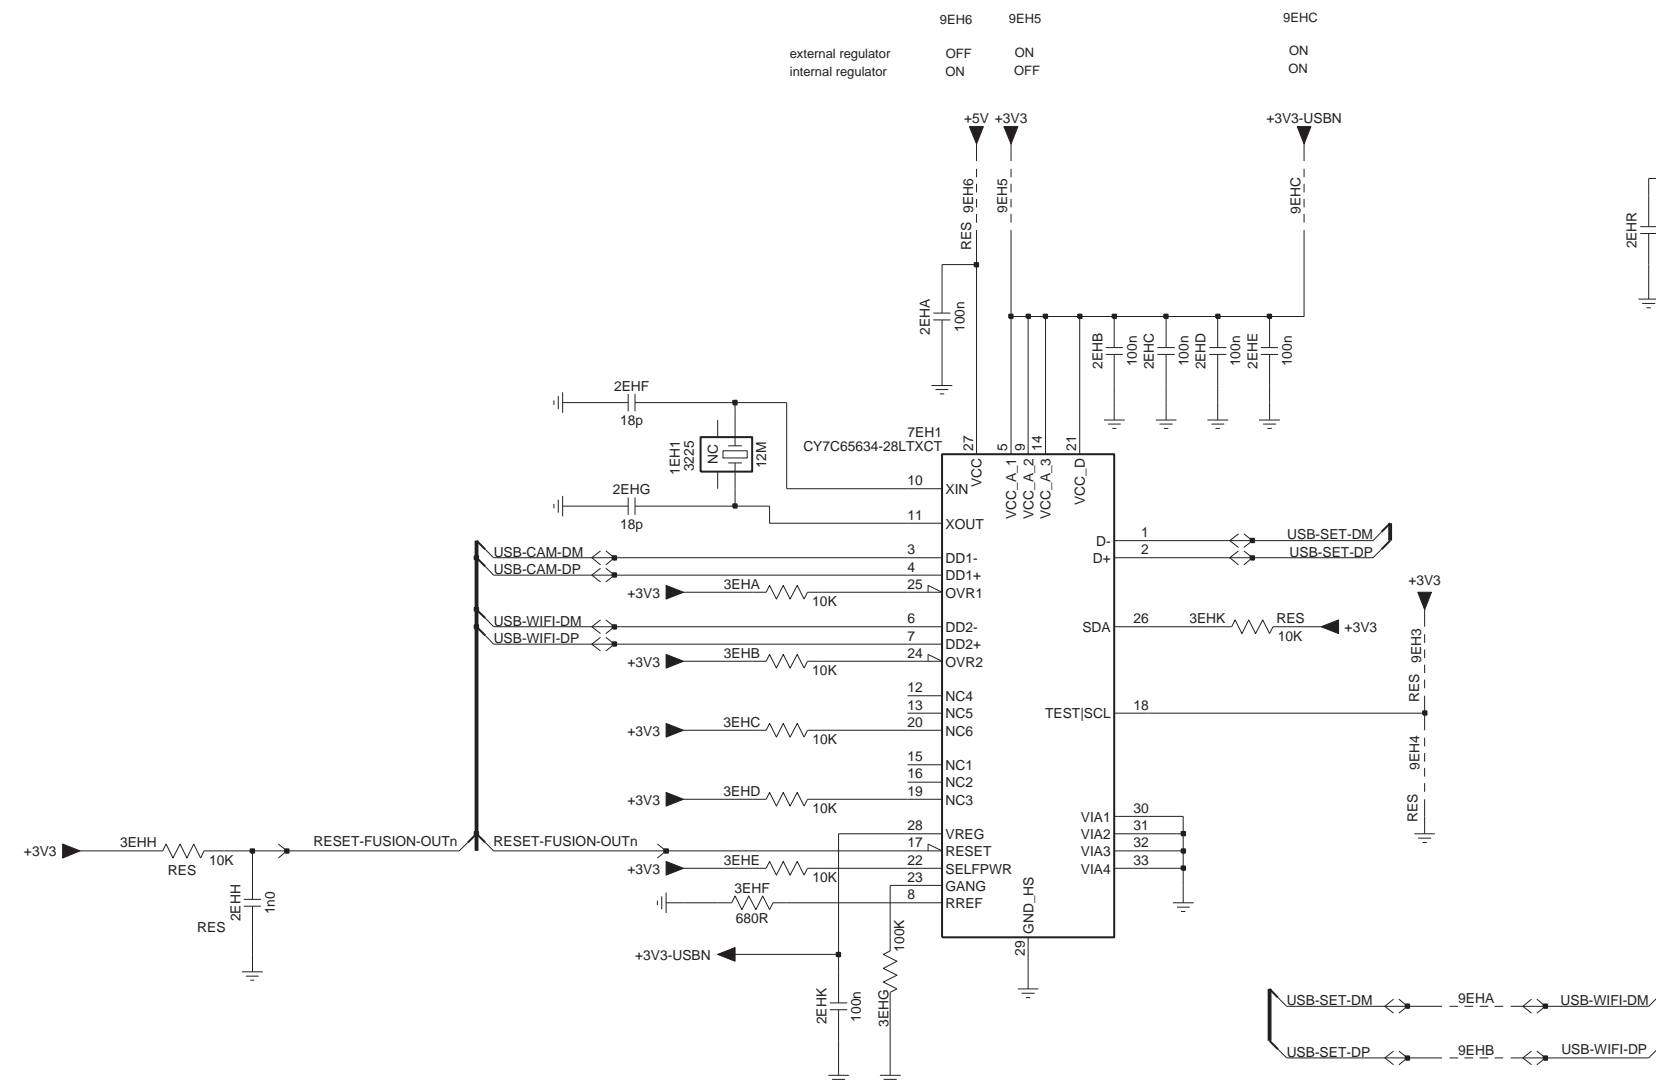 9EH6 9EH5 9EHC
external regulator OFF ON ON
internal regulator ON OFF ON
+5V +3V3 +3V3-USBN
RES 9EH6
9EH5
9EHC
2EHR
2EHA
100n
2EHB
100n
2EHC
100n
2EHD
100n
2EHE
100n
2EHF
18p
1EH1
3225
NC
12M
2EHG
18p
7EH1
CY7C65634-28LTXCT
27
VCC
5
VCC_A_1
9
VCC_A_2
14
VCC_A_3
21
VCC_D
10 XIN
11 XOUT
USB-CAM-DM 3 DD1-
USB-CAM-DP 4 DD1+
+3V3 3EHA 10K 25 OVR1
USB-WIFI-DM 6 DD2-
USB-WIFI-DP 7 DD2+
+3V3 3EHB 10K 24 OVR2
12 NC4
13 NC5
+3V3 3EHC 10K 20 NC6
15 NC1
16 NC2
+3V3 3EHD 10K 19 NC3
28 VREG
+3V3 3EHH 10K RES RESET-FUSION-OUTn RESET-FUSION-OUTn 17 RESET
2EHH
1n0
RES
+3V3 3EHE 10K 22 SELFPWR
23 GANG
3EHF 680R 8 RREF
+3V3-USBN
2EHK
100n
3EHG
100K
GND_HS
29
D- 1 USB-SET-DM
D+ 2 USB-SET-DP
SDA 26 3EHK RES 10K +3V3
+3V3
RES 9EH3
TEST|SCL 18
RES 9EH4
VIA1 30
VIA2 31
VIA3 32
VIA4 33
USB-SET-DM 9EHA USB-WIFI-DM
USB-SET-DP 9EHB USB-WIFI-DP